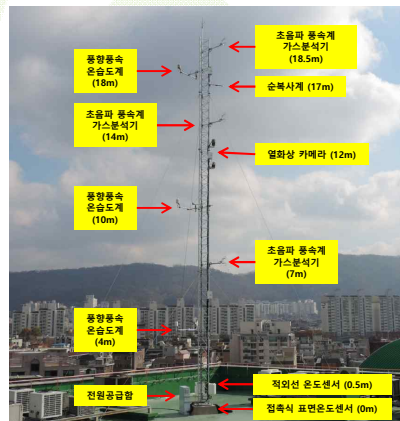 초음파 풍속계
가스분석기
(18.5m)
풍향풍속
온습도계
(18m)
순복사계 (17m)
초음파 풍속계
가스분석기
(14m)
열화상 카메라 (12m)
풍향풍속
온습도계
(10m)
초음파 풍속계
가스분석기
(7m)
풍향풍속
온습도계
(4m)
전원공급함
적외선 온도센서 (0.5m)
접촉식 표면온도센서 (0m)